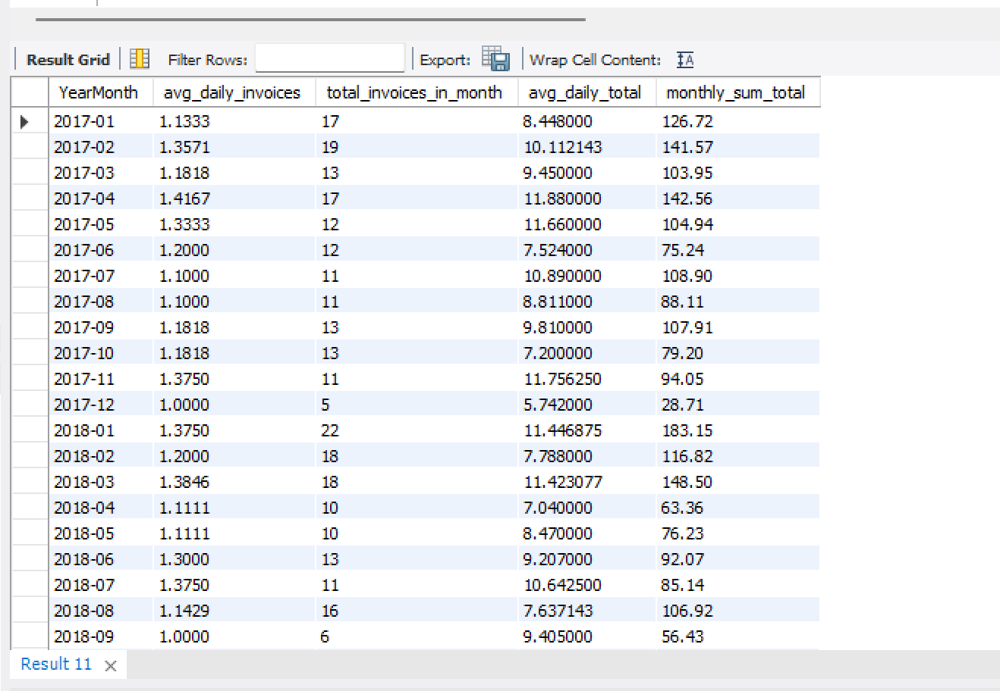 Result Grid Filter Rows: Export: Wrap Cell Content: IA
YearMonth avg_daily_invoices total_invoices_in_month avg_daily_total monthly_sum_total
2017-01 1.1333 17 8.448000 126.72
2017-02 1.3571 19 10.112143 141.57
2017-03 1.1818 13 9.450000 103.95
2017-04 1.4167 17 11.880000 142.56
2017-05 1.3333 12 11.660000 104.94
2017-06 1.2000 12 7.524000 75.24
2017-07 1.1000 11 10.890000 108.90
2017-08 1.1000 11 8.811000 88.11
2017-09 1.1818 13 9.810000 107.91
2017-10 1.1818 13 7.200000 79.20
2017-11 1.3750 11 11.756250 94.05
2017-12 1.0000 5 5.742000 28.71
2018-01 1.3750 22 11.446875 183.15
2018-02 1.2000 18 7.788000 116.82
2018-03 1.3846 18 11.423077 148.50
2018-04 1.1111 10 7.040000 63.36
2018-05 1.1111 10 8.470000 76.23
2018-06 1.3000 13 9.207000 92.07
2018-07 1.3750 11 10.642500 85.14
2018-08 1.1429 16 7.637143 106.92
2018-09 1.0000 6 9.405000 56.43
Result 11